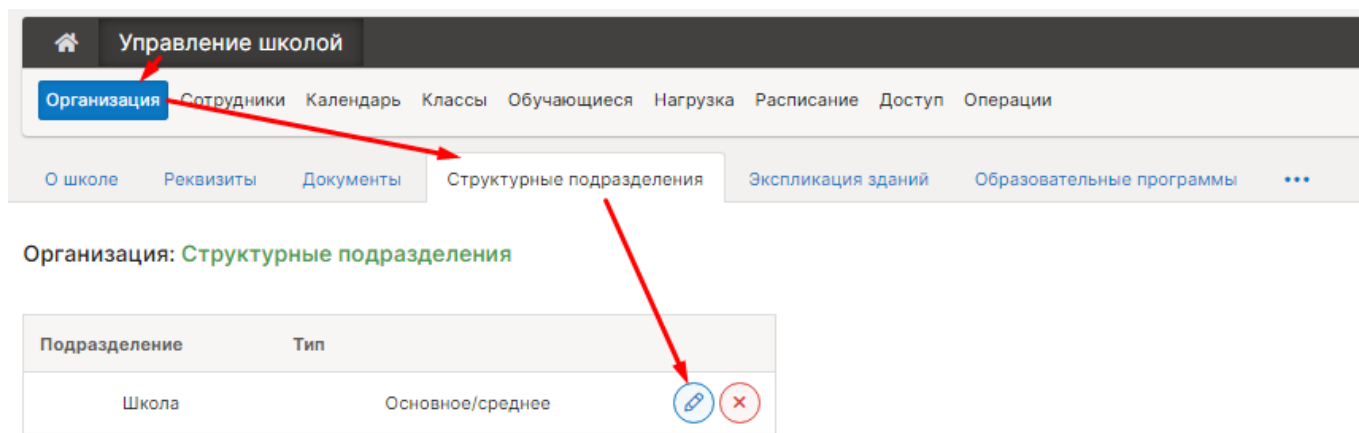 Управление школой
Организация Сотрудники Календарь Классы Обучающиеся Нагрузка Расписание Доступ Операции
О школе Реквизиты Документы Структурные подразделения Экспликация зданий Образовательные программы •••
Организация: Структурные подразделения
Подразделение Тип
Школа Основное/среднее